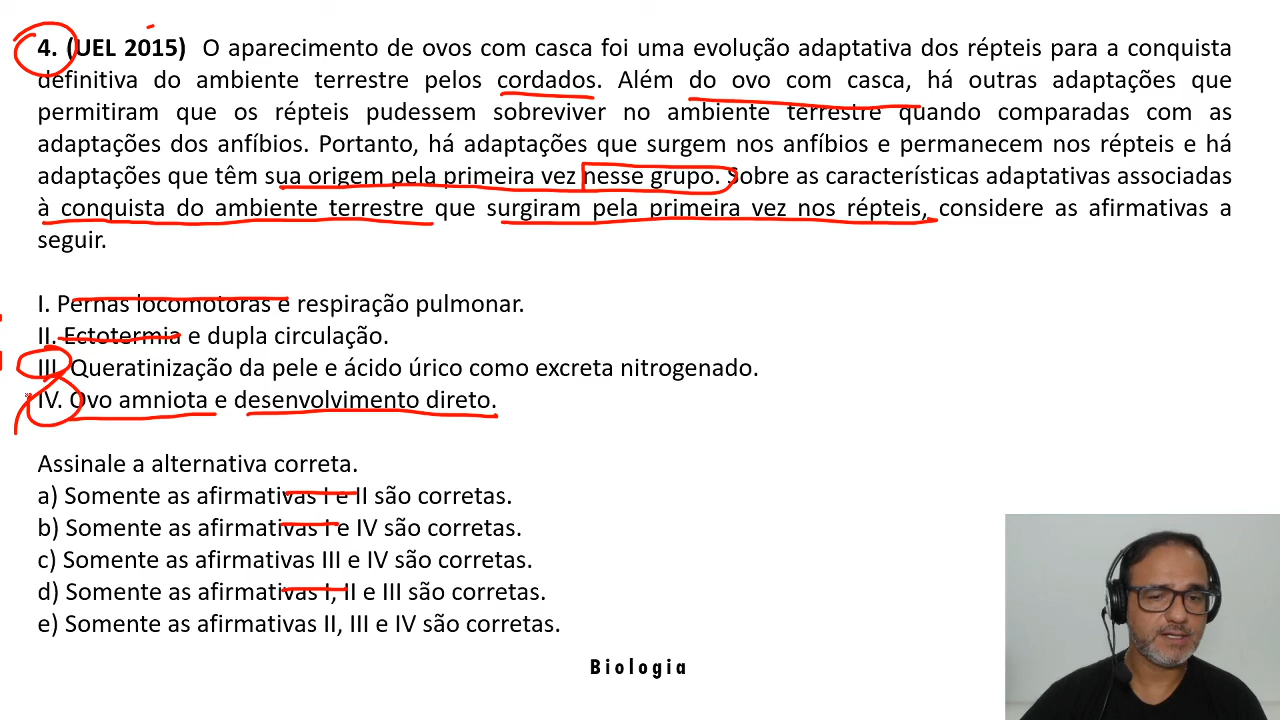 4. (UEL 2015) O aparecimento de ovos com casca foi uma evolução adaptativa dos répteis para a conquista
definitiva do ambiente terrestre pelos cordados. Além do ovo com casca, há outras adaptações que
permitiram que os répteis pudessem sobreviver no ambiente terrestre quando comparadas com as
adaptações dos anfíbios. Portanto, há adaptações que surgem nos anfíbios e permanecem nos répteis e há
adaptações que têm sua origem pela primeira vez nesse grupo. Sobre as características adaptativas associadas
à conquista do ambiente terrestre que surgiram pela primeira vez nos répteis, considere as afirmativas a
seguir.
I. Pernas locomotoras e respiração pulmonar.
II. Ectotermia e dupla circulação.
III. Queratinização da pele e ácido úrico como excreta nitrogenado.
IV. Ovo amniota e desenvolvimento direto.
Assinale a alternativa correta.
a) Somente as afirmativas I e II são corretas.
b) Somente as afirmativas I e IV são corretas.
c) Somente as afirmativas III e IV são corretas.
d) Somente as afirmativas I, II e III são corretas.
e) Somente as afirmativas II, III e IV são corretas.
Biologia